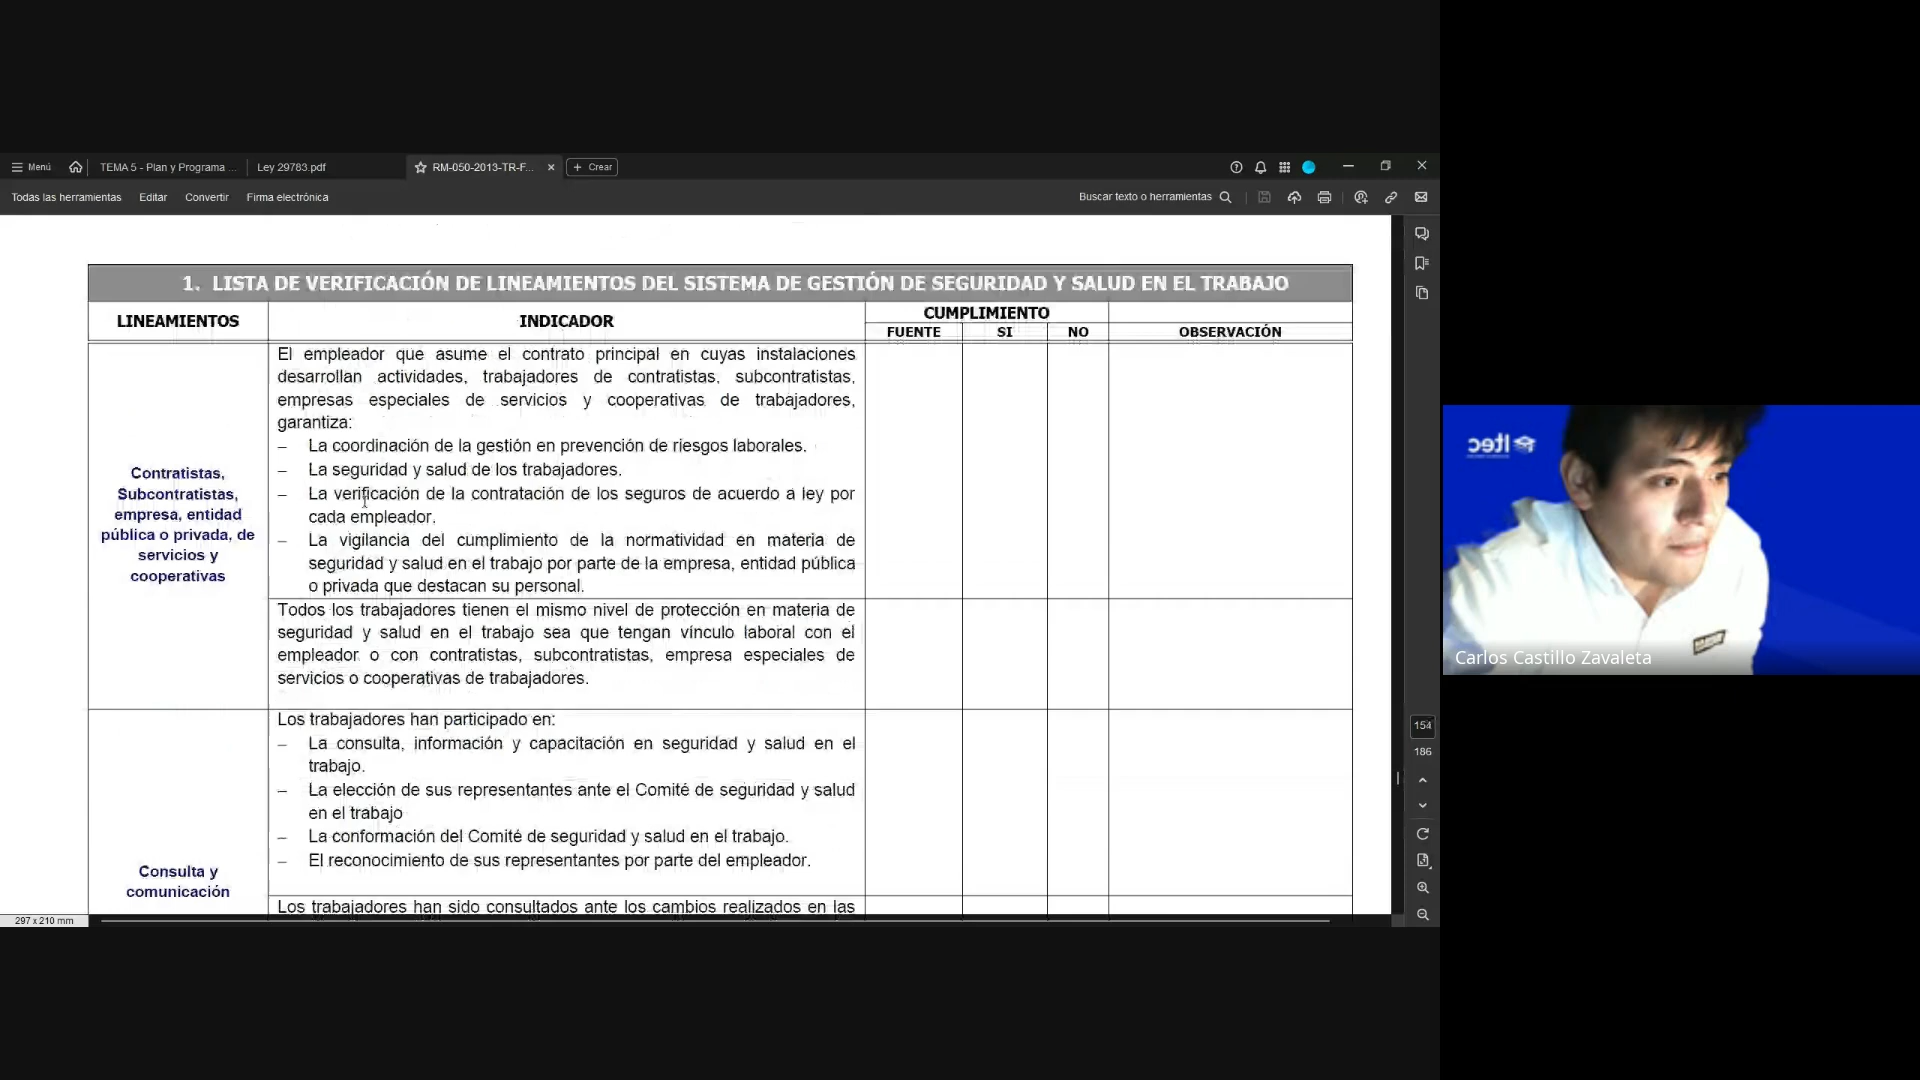 Menú
TEMA 5 - Plan y Programa ...
Ley 29783.pdf
RM-050-2013-TR-F...
Crear
Todas las herramientas
Editar
Convertir
Firma electrónica
Buscar texto o herramientas
1. LISTA DE VERIFICACIÓN DE LINEAMIENTOS DEL SISTEMA DE GESTIÓN DE SEGURIDAD Y SALUD EN EL TRABAJO
LINEAMIENTOS
INDICADOR
CUMPLIMIENTO
FUENTE
SI
NO
OBSERVACIÓN
Contratistas,
Subcontratistas,
empresa, entidad
pública o privada, de
servicios y
cooperativas
El empleador que asume el contrato principal en cuyas instalaciones
desarrollan actividades, trabajadores de contratistas, subcontratistas,
empresas especiales de servicios y cooperativas de trabajadores,
garantiza:
– La coordinación de la gestión en prevención de riesgos laborales.
– La seguridad y salud de los trabajadores.
– La verificación de la contratación de los seguros de acuerdo a ley por
cada empleador.
– La vigilancia del cumplimiento de la normatividad en materia de
seguridad y salud en el trabajo por parte de la empresa, entidad pública
o privada que destacan su personal.
Todos los trabajadores tienen el mismo nivel de protección en materia de
seguridad y salud en el trabajo sea que tengan vínculo laboral con el
empleador o con contratistas, subcontratistas, empresa especiales de
servicios o cooperativas de trabajadores.
Consulta y
comunicación
Los trabajadores han participado en:
– La consulta, información y capacitación en seguridad y salud en el
trabajo.
– La elección de sus representantes ante el Comité de seguridad y salud
en el trabajo
– La conformación del Comité de seguridad y salud en el trabajo.
– El reconocimiento de sus representantes por parte del empleador.
Los trabajadores han sido consultados ante los cambios realizados en las
154
186
297 x 210 mm
Itec
Carlos Castillo Zavaleta